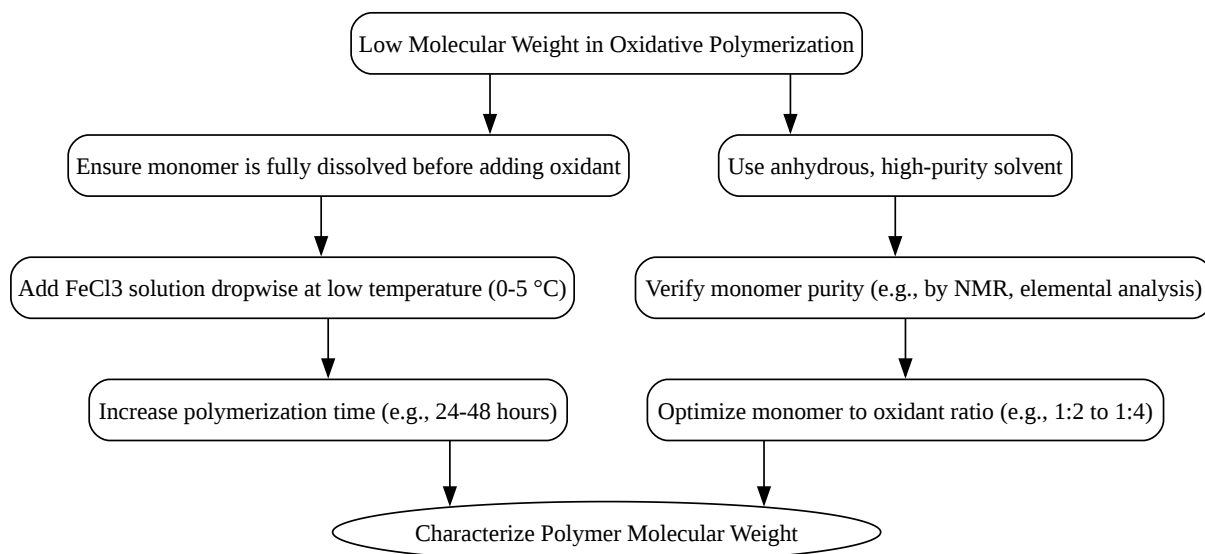 Low Molecular Weight in Oxidative Polymerization
Ensure monomer is fully dissolved before adding oxidant
Use anhydrous, high-purity solvent
Add FeCl3 solution dropwise at low temperature (0-5 °C)
Verify monomer purity (e.g., by NMR, elemental analysis)
Increase polymerization time (e.g., 24-48 hours)
Optimize monomer to oxidant ratio (e.g., 1:2 to 1:4)
Characterize Polymer Molecular Weight